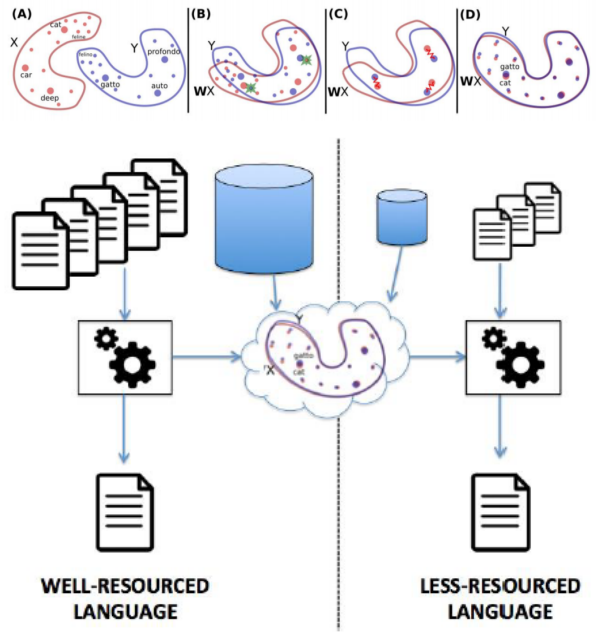 (A)
X
cat
feline
car
deep
Y
profondo
felino
gatto
auto
(B)
Y
WX
(C)
Y
WX
(D)
Y
gatto
cat
WX
Y
gatto
cat
X
WELL-RESOURCED
LANGUAGE
LESS-RESOURCED
LANGUAGE